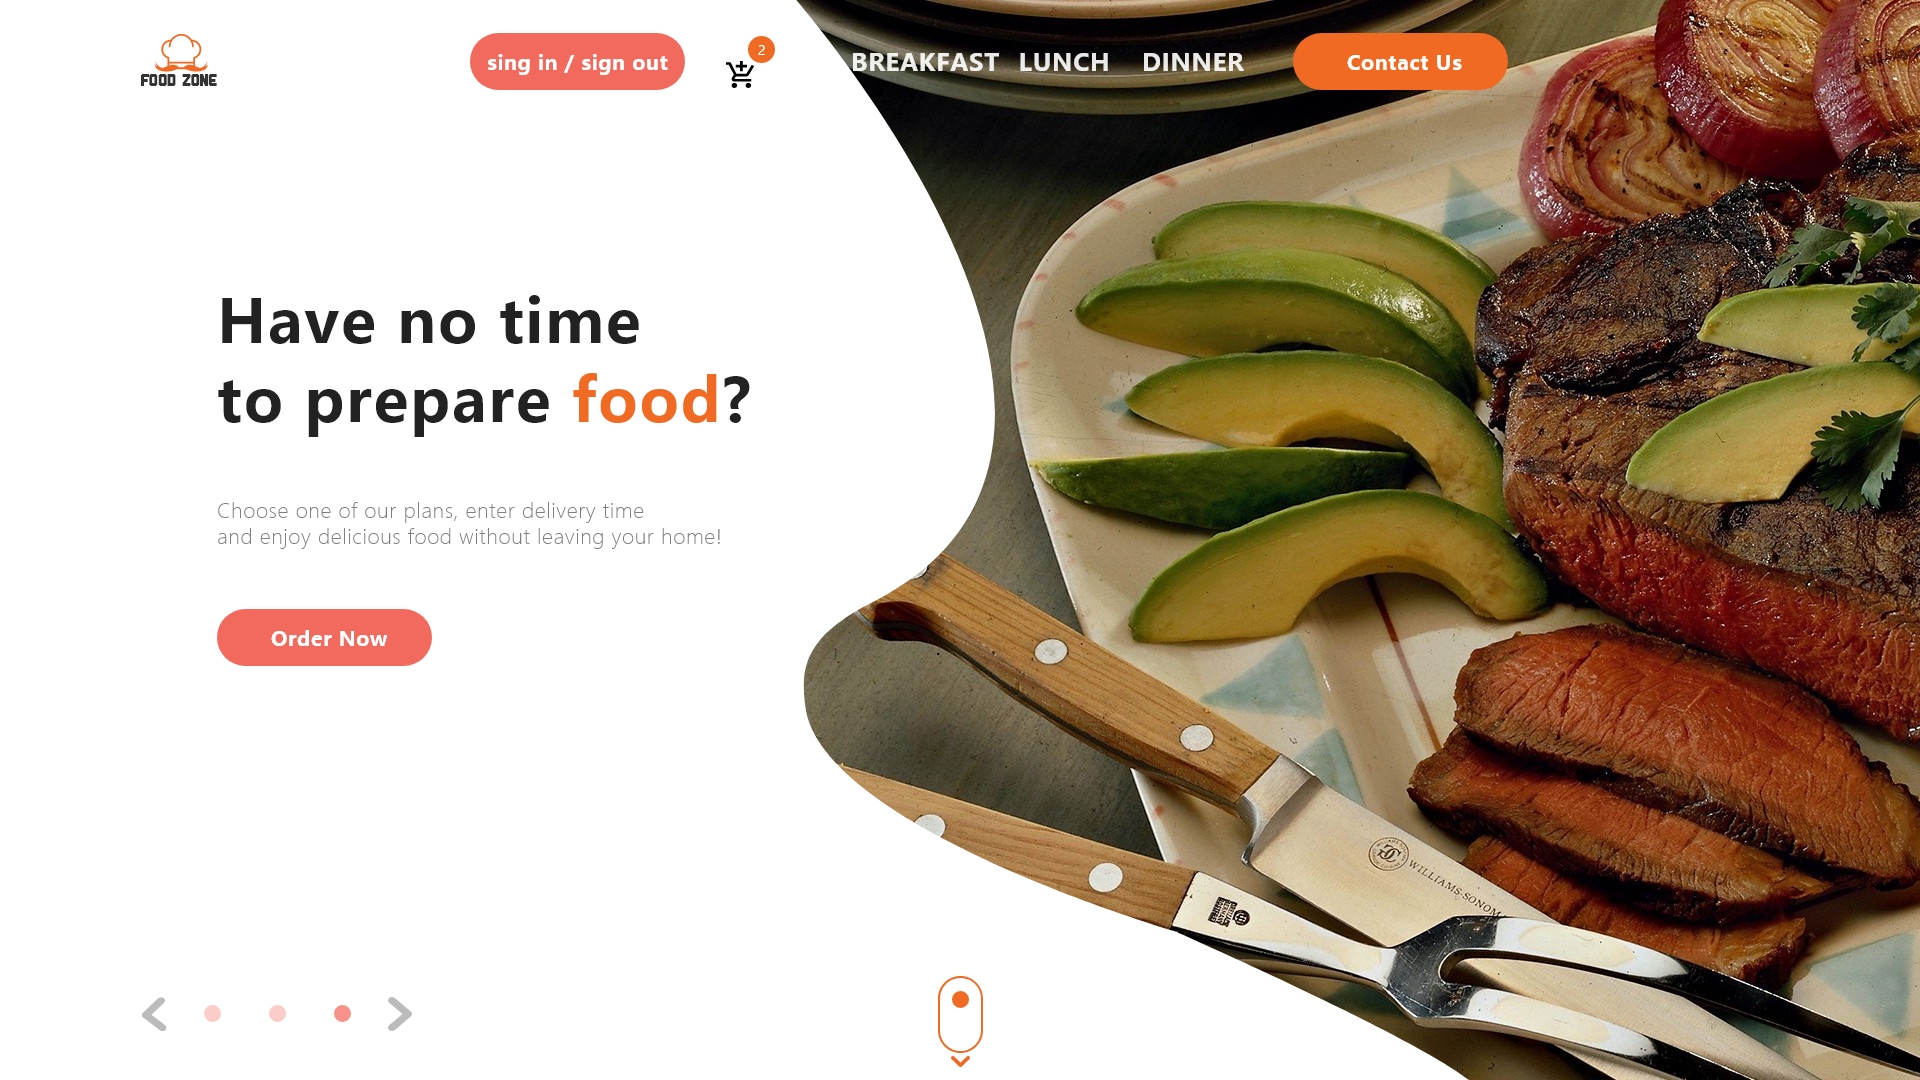 FOOD ZONE
sing in / sign out
2
BREAKFAST LUNCH DINNER
Contact Us
Have no time
to prepare food?
Choose one of our plans, enter delivery time
and enjoy delicious food without leaving your home!
Order Now
WILLIAMS-SONOM